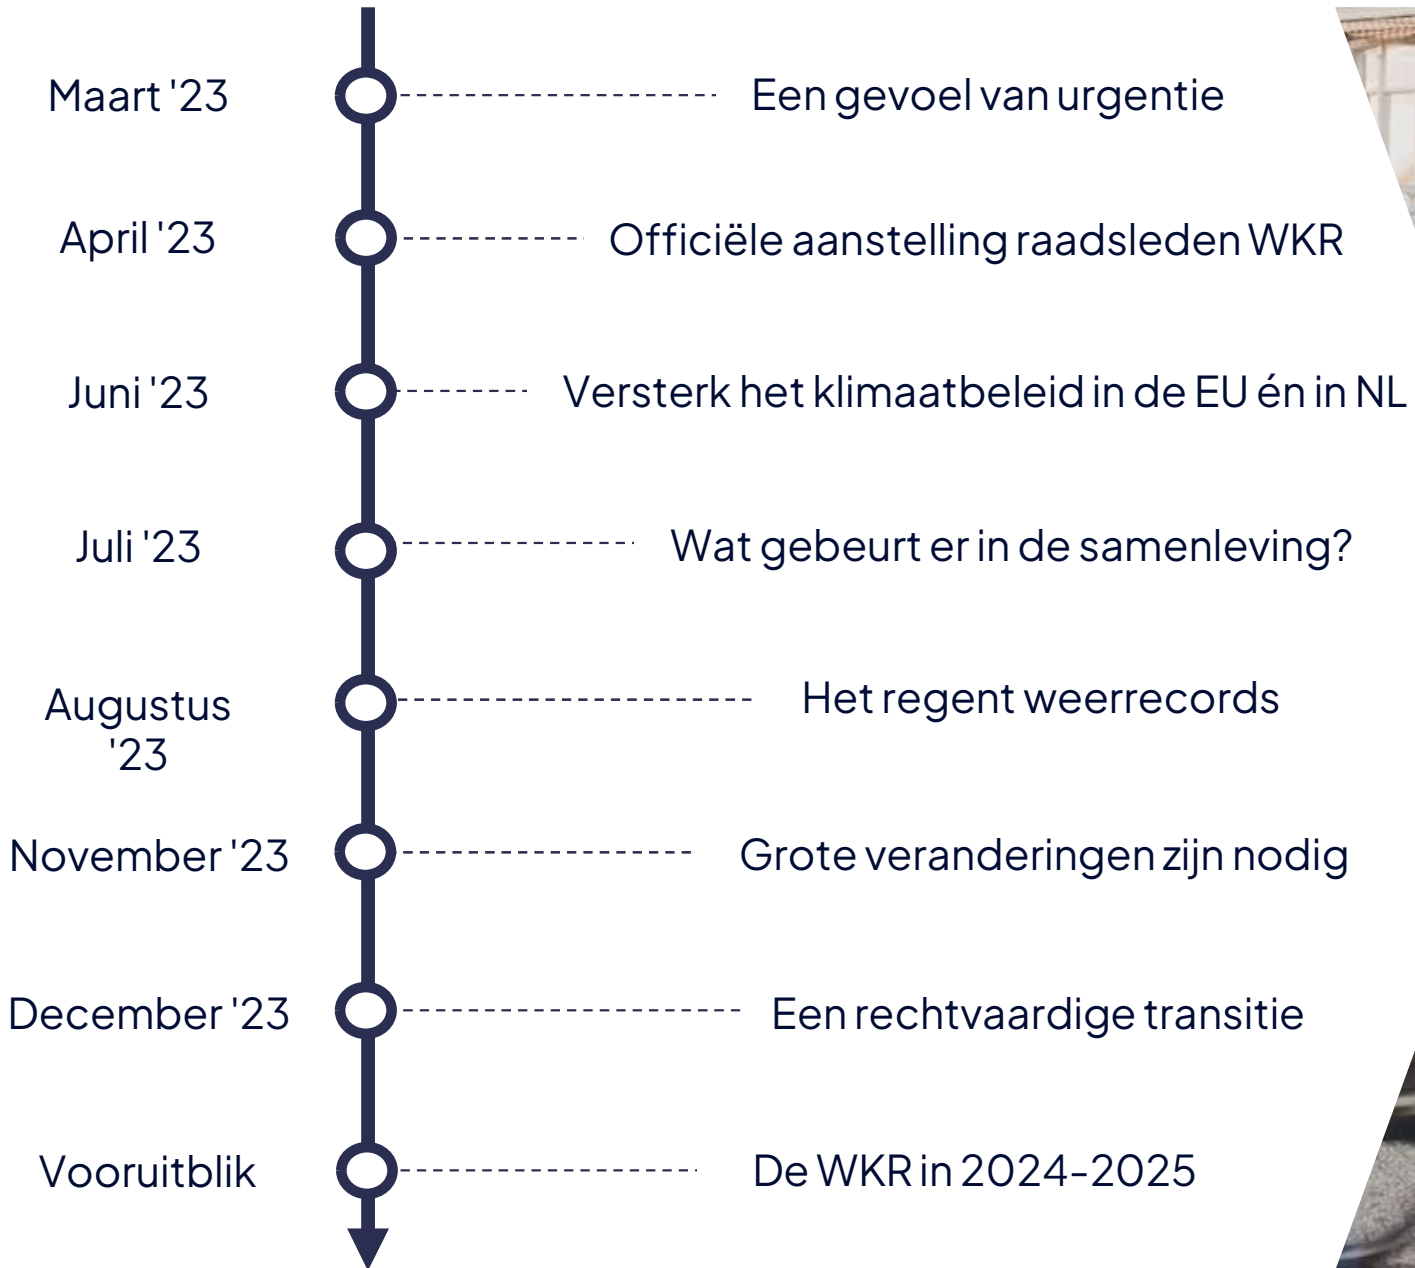 Maart '23
Een gevoel van urgentie
April '23
Officiële aanstelling raadsleden WKR
Juni '23
Versterk het klimaatbeleid in de EU én in NL
Juli '23
Wat gebeurt er in de samenleving?
Augustus
'23
Het regent weerrecords
November '23
Grote veranderingen zijn nodig
December '23
Een rechtvaardige transitie
Vooruitblik
De WKR in 2024-2025